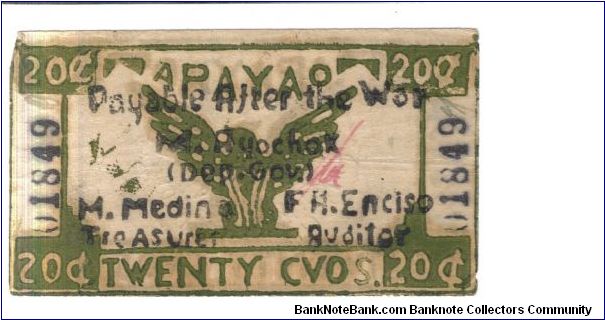 20¢ APAYAO 20¢
Payable After the War
M. Ayochok
(Dep. Gov.)
01849
01849
M. Medina F.A. Enciso
Treasurer Auditor
20¢ TWENTY CVOS. 20¢
BankNoteBank.com Banknote Collectors Community